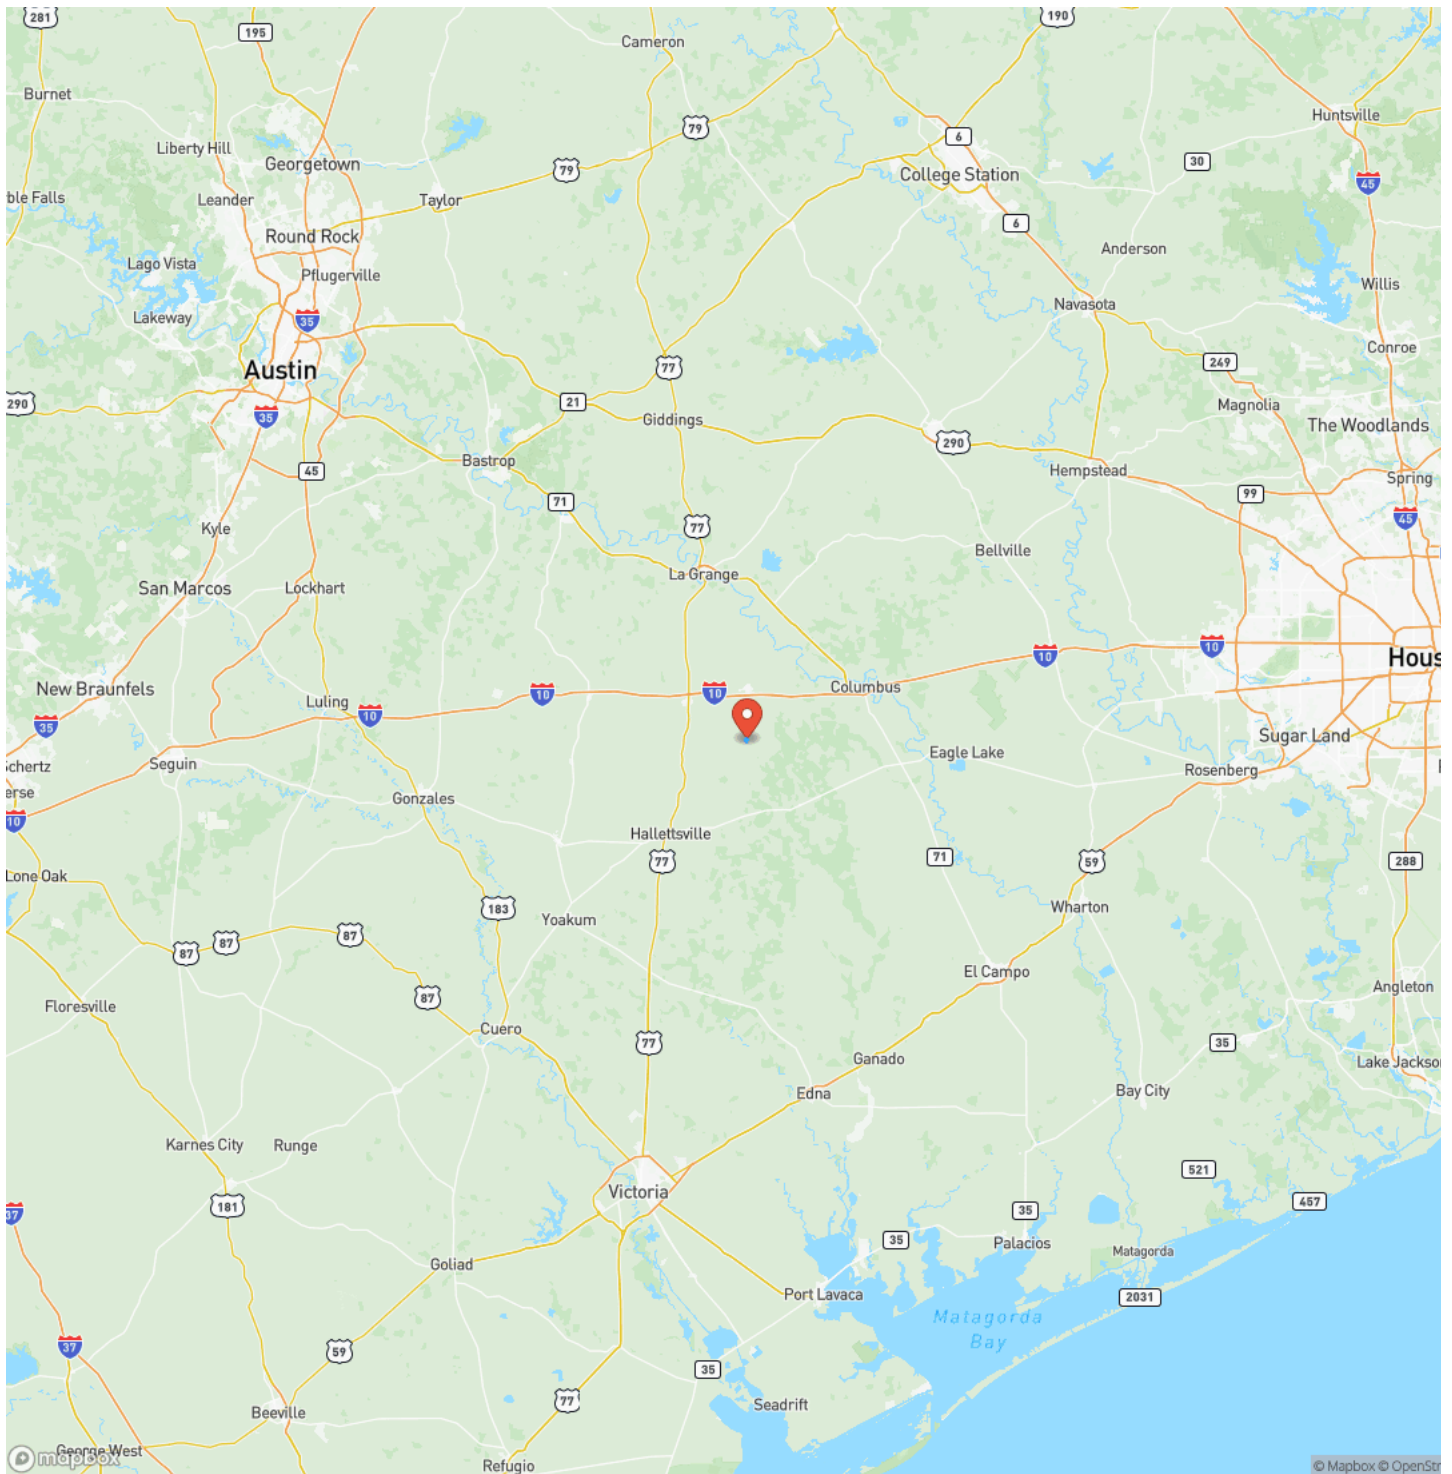 281
195
190
Cameron
Burnet
Huntsville
79
6
Liberty Hill
Georgetown
30
79
College Station
45
ble Falls
Leander
Taylor
6
Round Rock
Anderson
Lago Vista
Pflugerville
Willis
Navasota
Lakeway
35
Conroe
249
77
Austin
290
21
Magnolia
35
Giddings
The Woodlands
290
Bastrop
Hempstead
45
Spring
99
71
45
Kyle
77
Bellville
La Grange
San Marcos
Lockhart
10
10
Hous
New Braunfels
10
10
Columbus
Luling
10
35
Sugar Land
Eagle Lake
Schertz
Seguin
Rosenberg
erse
Gonzales
10
Hallettsville
77
71
59
288
Lone Oak
183
Wharton
Yoakum
87
87
87
El Campo
87
Angleton
Floresville
Cuero
77
35
Ganado
Lake Jackson
Edna
Bay City
Karnes City
Runge
521
Victoria
181
457
37
35
35
Palacios
Matagorda
Goliad
Port Lavaca
2031
Matagorda
Bay
37
59
35
77
Seadrift
Beeville
George West
mapbox
Refugio
© Mapbox © OpenStr